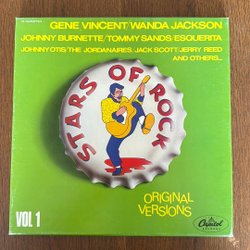 GENE VINCENT/WANDA JACKSON
JOHNNY BURNETTE/TOMMY SANDS/ESQUERITA
JOHNNY OTIS/THE JORDANAIRES/JACK SCOTT/JERRY REED
AND OTHERS...
STARS OF ROCK
ORIGINAL
VERSIONS
VOL 1
Capitol